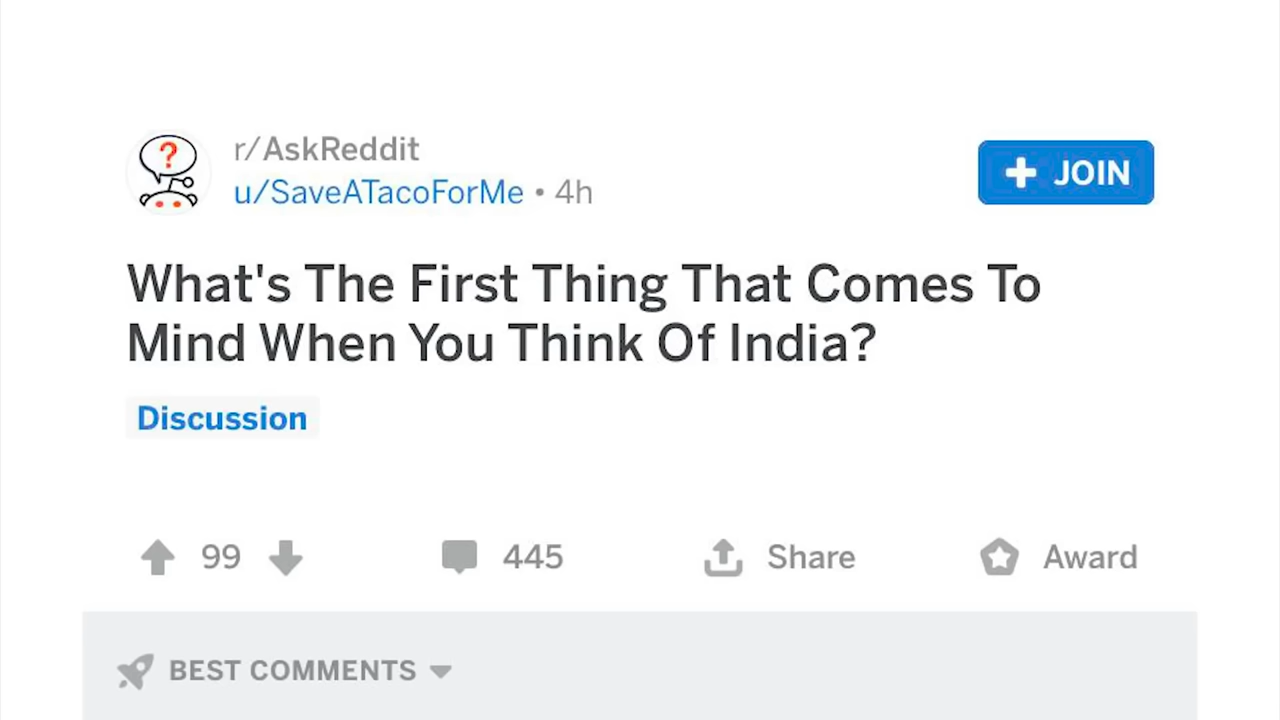 ?
r/AskReddit
u/SaveATacoForMe • 4h
+ JOIN
What's The First Thing That Comes To
Mind When You Think Of India?
Discussion
99
445
Share
Award
BEST COMMENTS